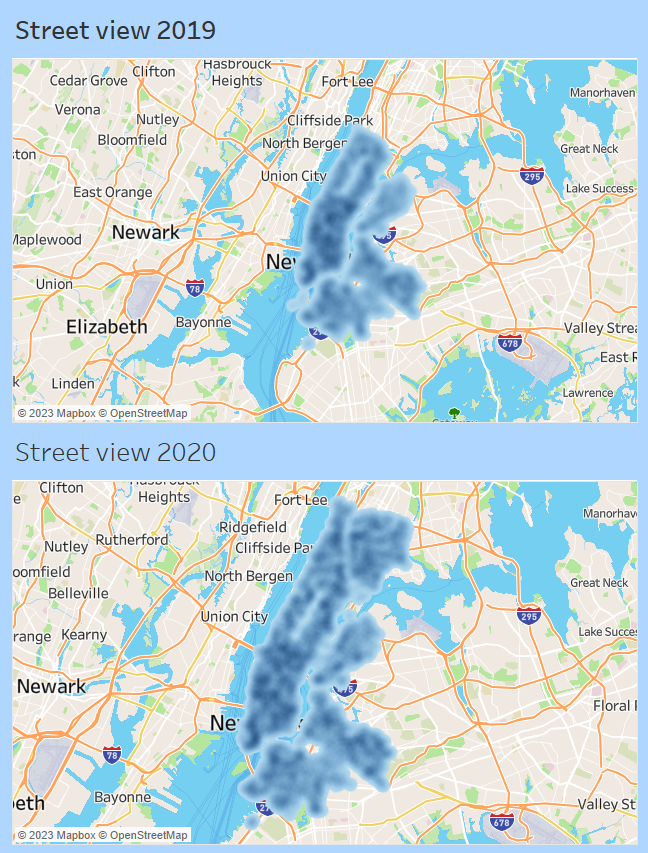 Street view 2019
Hasbrouck
Heights
Clifton
Cedar Grove
Fort Lee
Manorhaven
Verona
Nutley
Cliffside Park
Bloomfield
North Bergen
Great Neck
ston
Union City
295
Lake Success
East Orange
Newark
Maplewood
New
Union
78
Bayonne
Elizabeth
Valley Strea
678
East R
Linden
Lawrence
© 2023 Mapbox © OpenStreetMap
Street view 2020
Clifton
Hasbrouck
Heights
Fort Lee
Manorhav
Ridgefield
Rutherford
Nutley
Cliffside Pa
oomfield
North Bergen
Great Neck
Belleville
Union City
295
range
Kearny
Lake Succes
Newark
Floral P
New
78
Bayonne
beth
Valley St
678
© 2023 Mapbox © OpenStreetMap